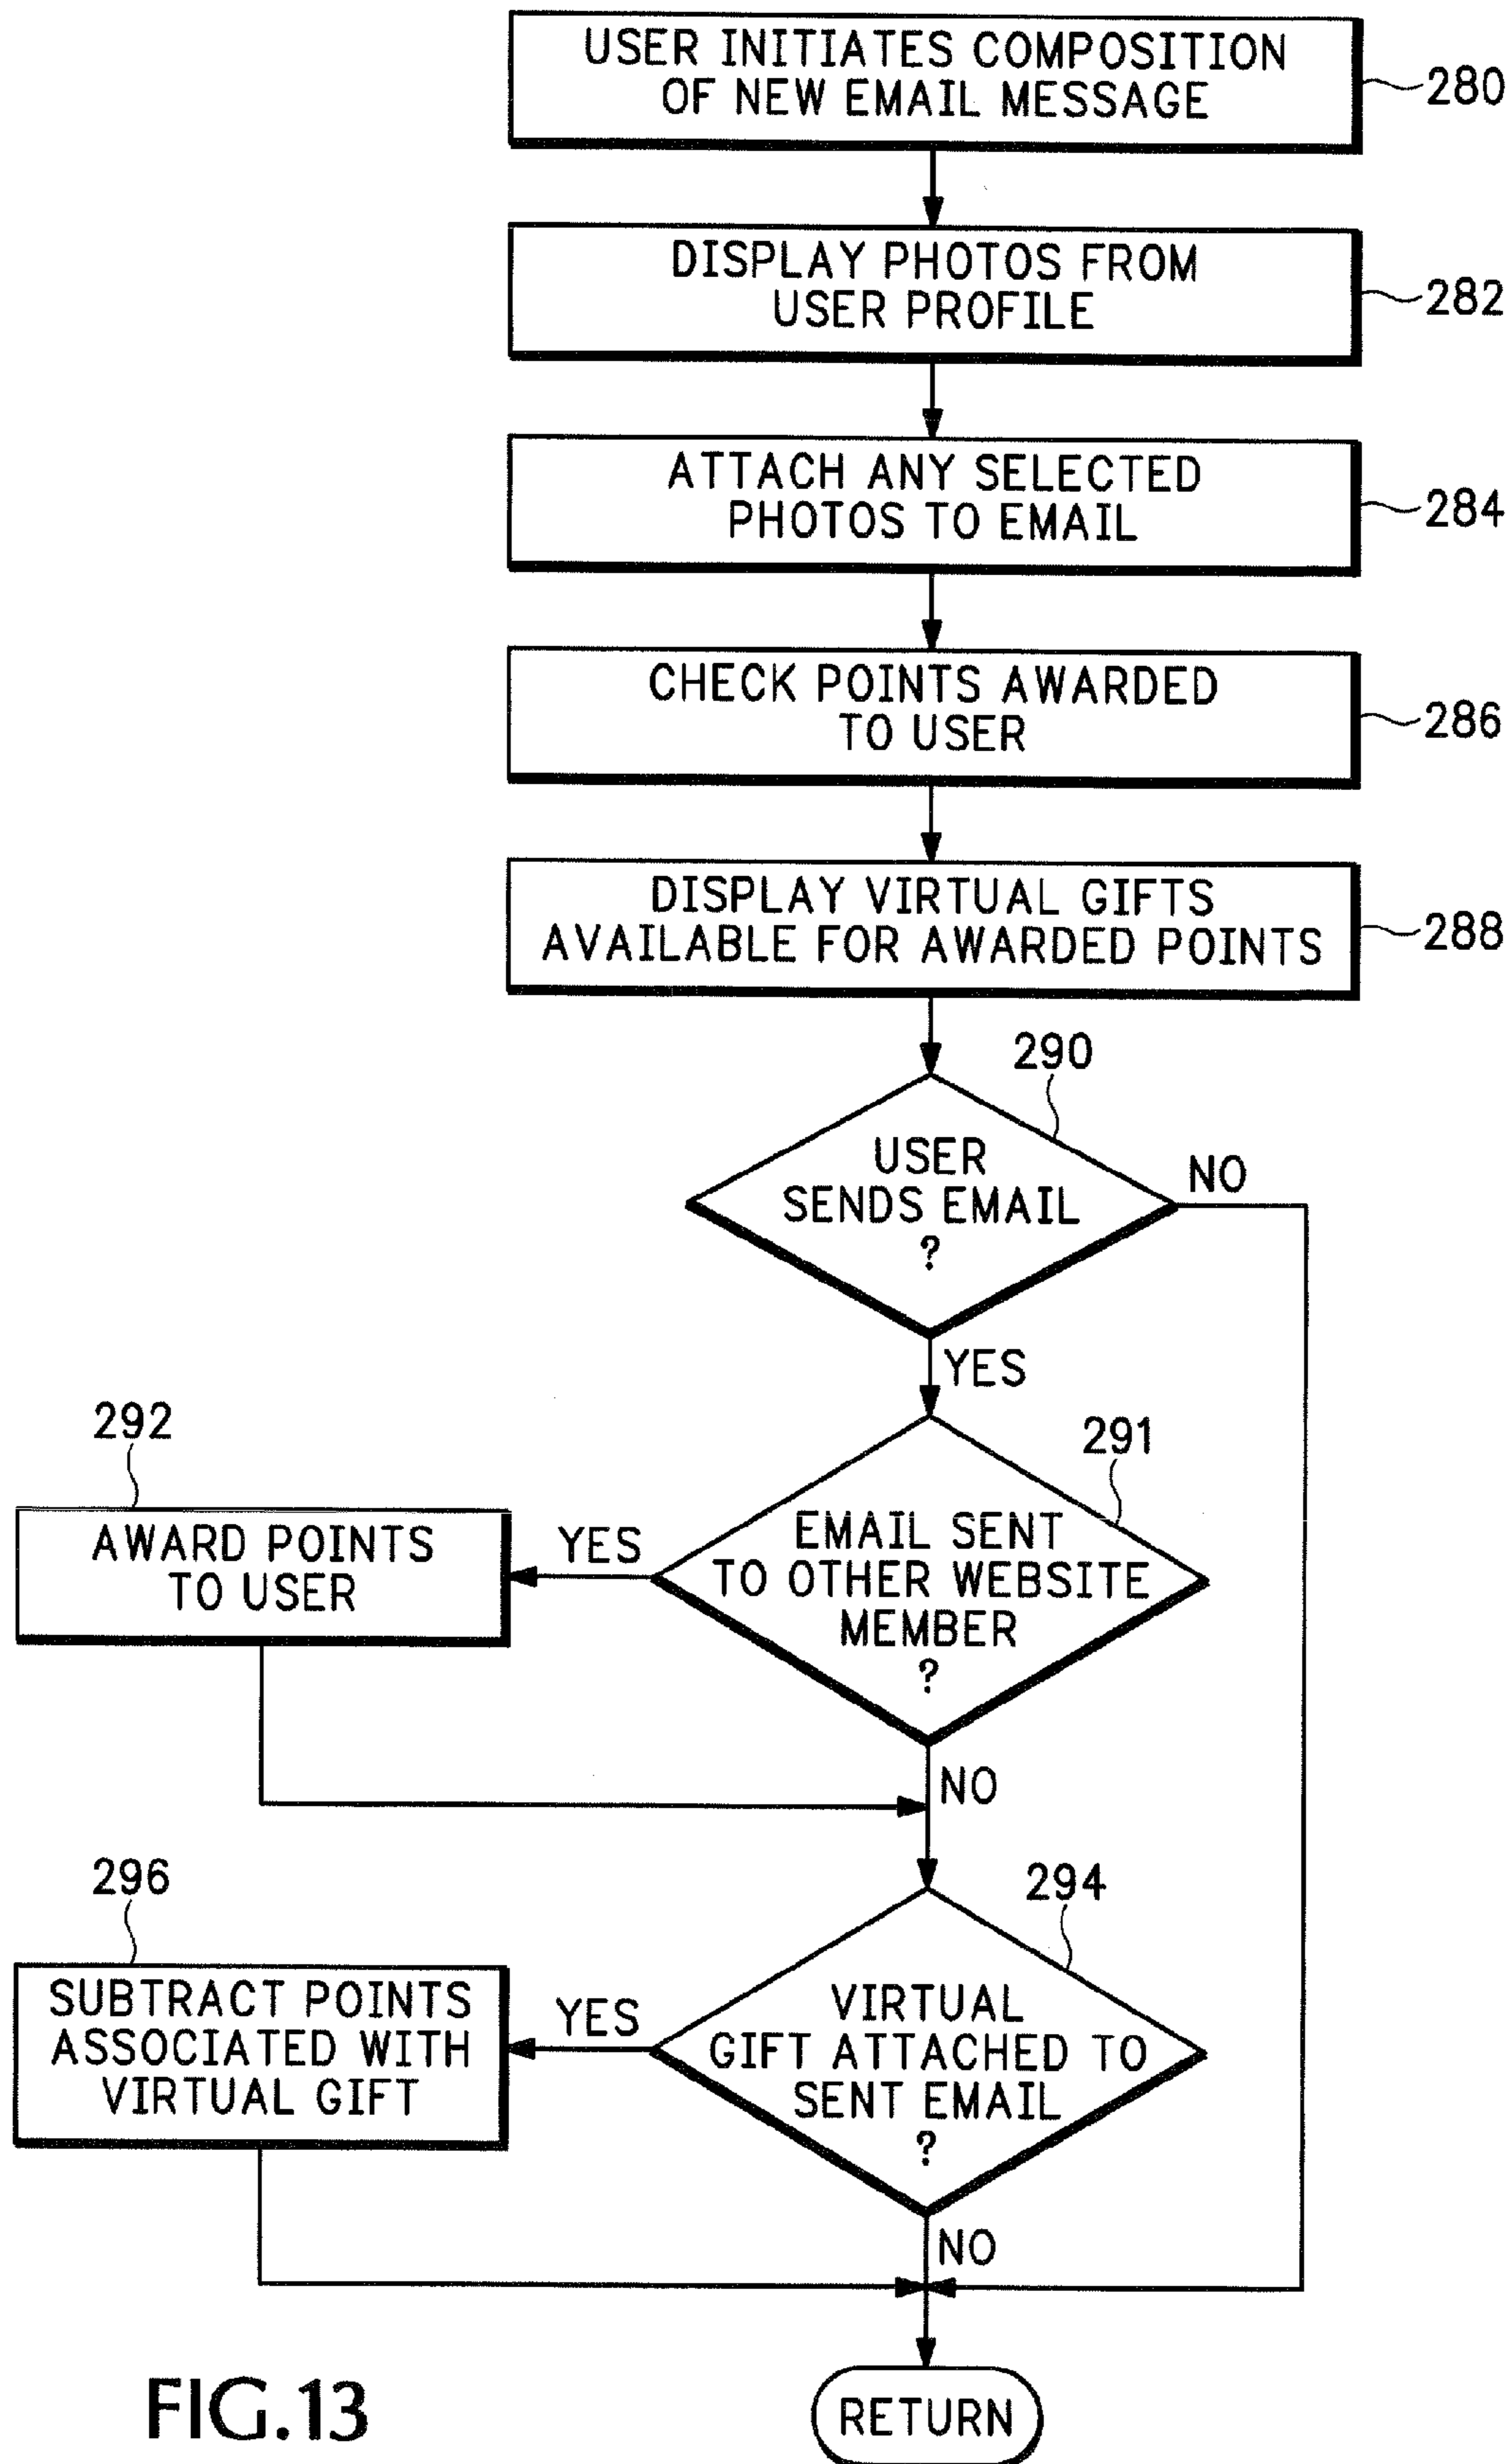 USER INITIATES COMPOSITION
OF NEW EMAIL MESSAGE
280
DISPLAY PHOTOS FROM
USER PROFILE
282
ATTACH ANY SELECTED
PHOTOS TO EMAIL
284
CHECK POINTS AWARDED
TO USER
286
DISPLAY VIRTUAL GIFTS
AVAILABLE FOR AWARDED POINTS
288
290
USER
SENDS EMAIL
?
NO
YES
291
EMAIL SENT
TO OTHER WEBSITE
MEMBER
?
YES
292
AWARD POINTS
TO USER
NO
294
VIRTUAL
GIFT ATTACHED TO
SENT EMAIL
?
YES
296
SUBTRACT POINTS
ASSOCIATED WITH
VIRTUAL GIFT
NO
RETURN
FIG.13